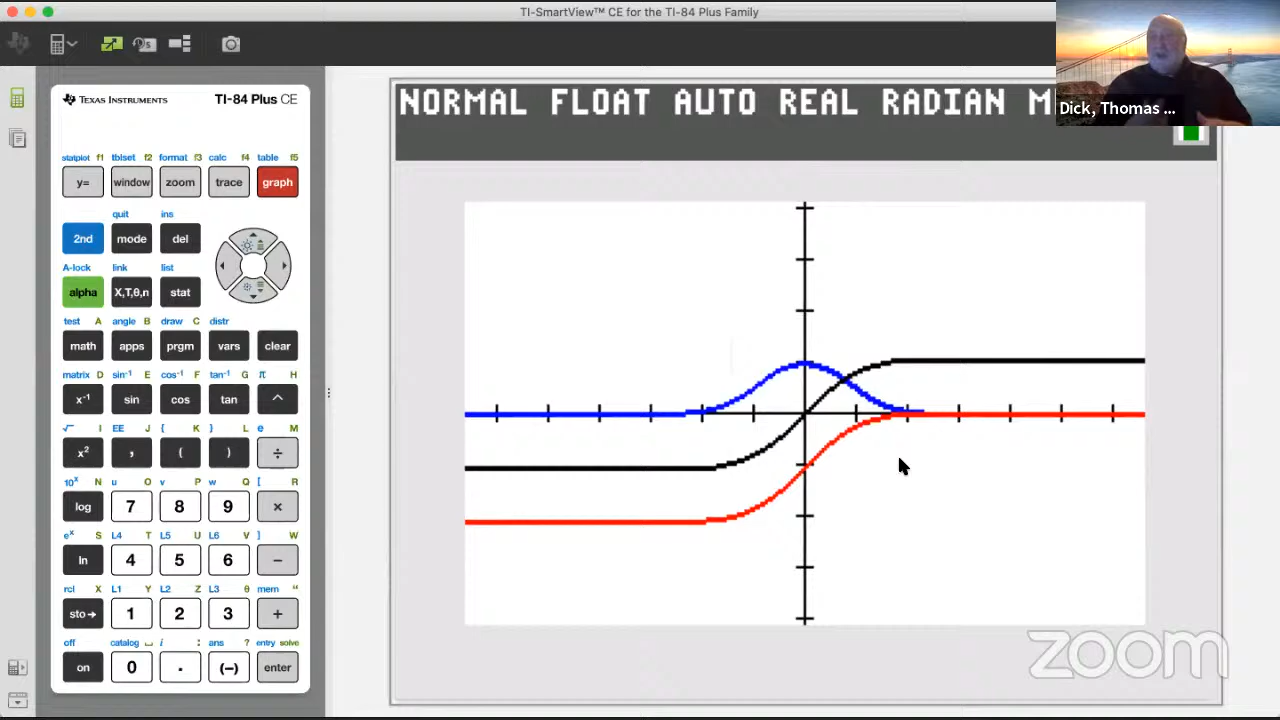 TI-SmartView™ CE for the TI-84 Plus Family
NORMAL FLOAT AUTO REAL RADIAN M
Dick, Thomas ...
TEXAS INSTRUMENTS TI-84 Plus CE
statplot f1 tblset f2 format f3 calc f4 table f5
y= window zoom trace graph
quit ins
2nd mode del
A-lock link list
alpha X,T,θ,n stat
test A angle B draw C distr
math apps prgm vars clear
matrix D sin⁻¹ E cos⁻¹ F tan⁻¹ G π H
x⁻¹ sin cos tan ^
√ I EE J { K } L e M
x² , ( ) ÷
10ˣ N u O v P w Q [ R
log 7 8 9 ×
eˣ S L4 T L5 U L6 V ] W
ln 4 5 6 −
rcl X L1 Y L2 Z L3 θ mem "
sto→ 1 2 3 +
off catalog ⎵ i : ans ? entry solve
on 0 . (−) enter
zoom